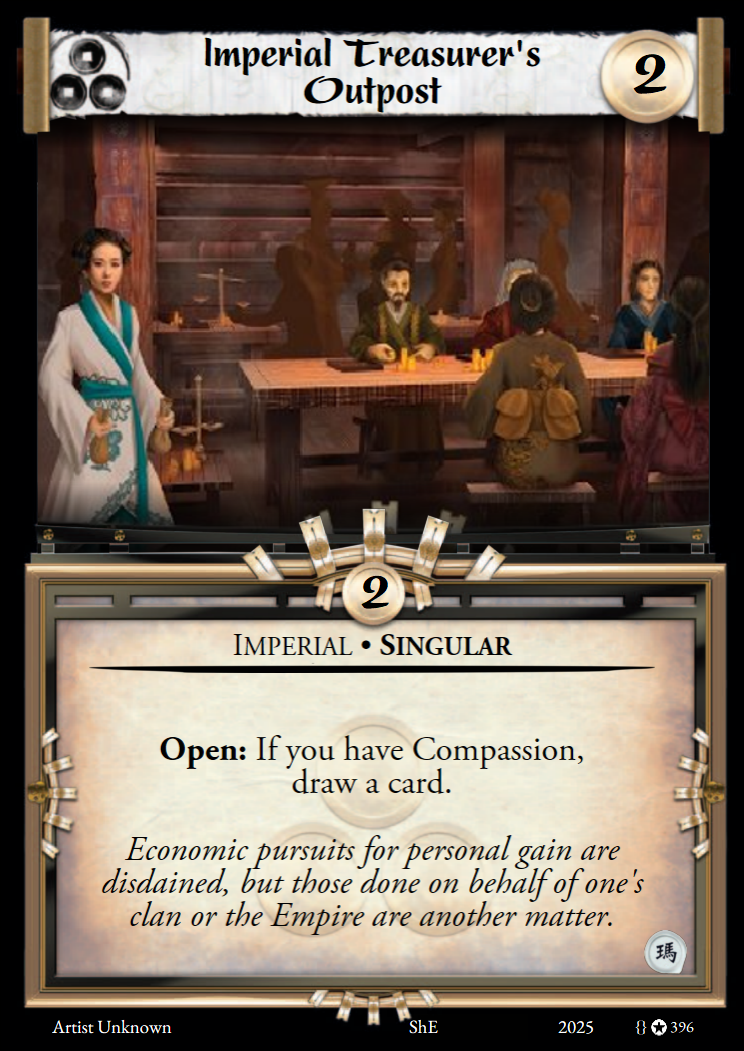 Imperial Treasurer's
Outpost
2
2
Imperial • Singular
Open: If you have Compassion,
draw a card.
Economic pursuits for personal gain are
disdained, but those done on behalf of one's
clan or the Empire are another matter.
瑪
Artist Unknown ShE 2025 {} 396